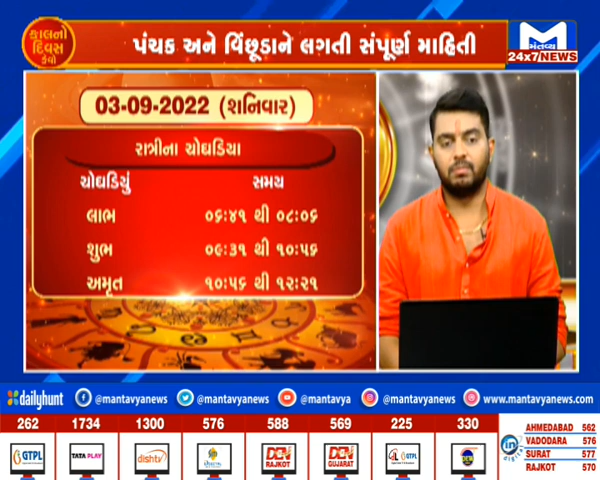 કાલનો
દિવસ
કેવો
પંચક અને વિંછૂડાને લગતી સંપૂર્ણ માહિતી
મંતવ્ય
24x7NEWS
03-09-2022 (શનિવાર)
રાત્રીના ચોઘડિયા
ચોઘડિયું સમય
લાભ ૦૬:૪૧ થી ૦૮:૦૬
શુભ ૦૯:૩૧ થી ૧૦:૫૬
અમૃત ૧૦:૫૬ થી ૧૨:૨૧
dailyhunt @mantavyanews @mantavyanews @mantavya @mantavyanews www.mantavyanews.com
262 1734 1300 576 588 569 225 330
GTPL TATA PLAY dishtv DEN RAJKOT DEN GUJARAT
in digital
AHMEDABAD 562
VADODARA 576
SURAT 577
RAJKOT 570